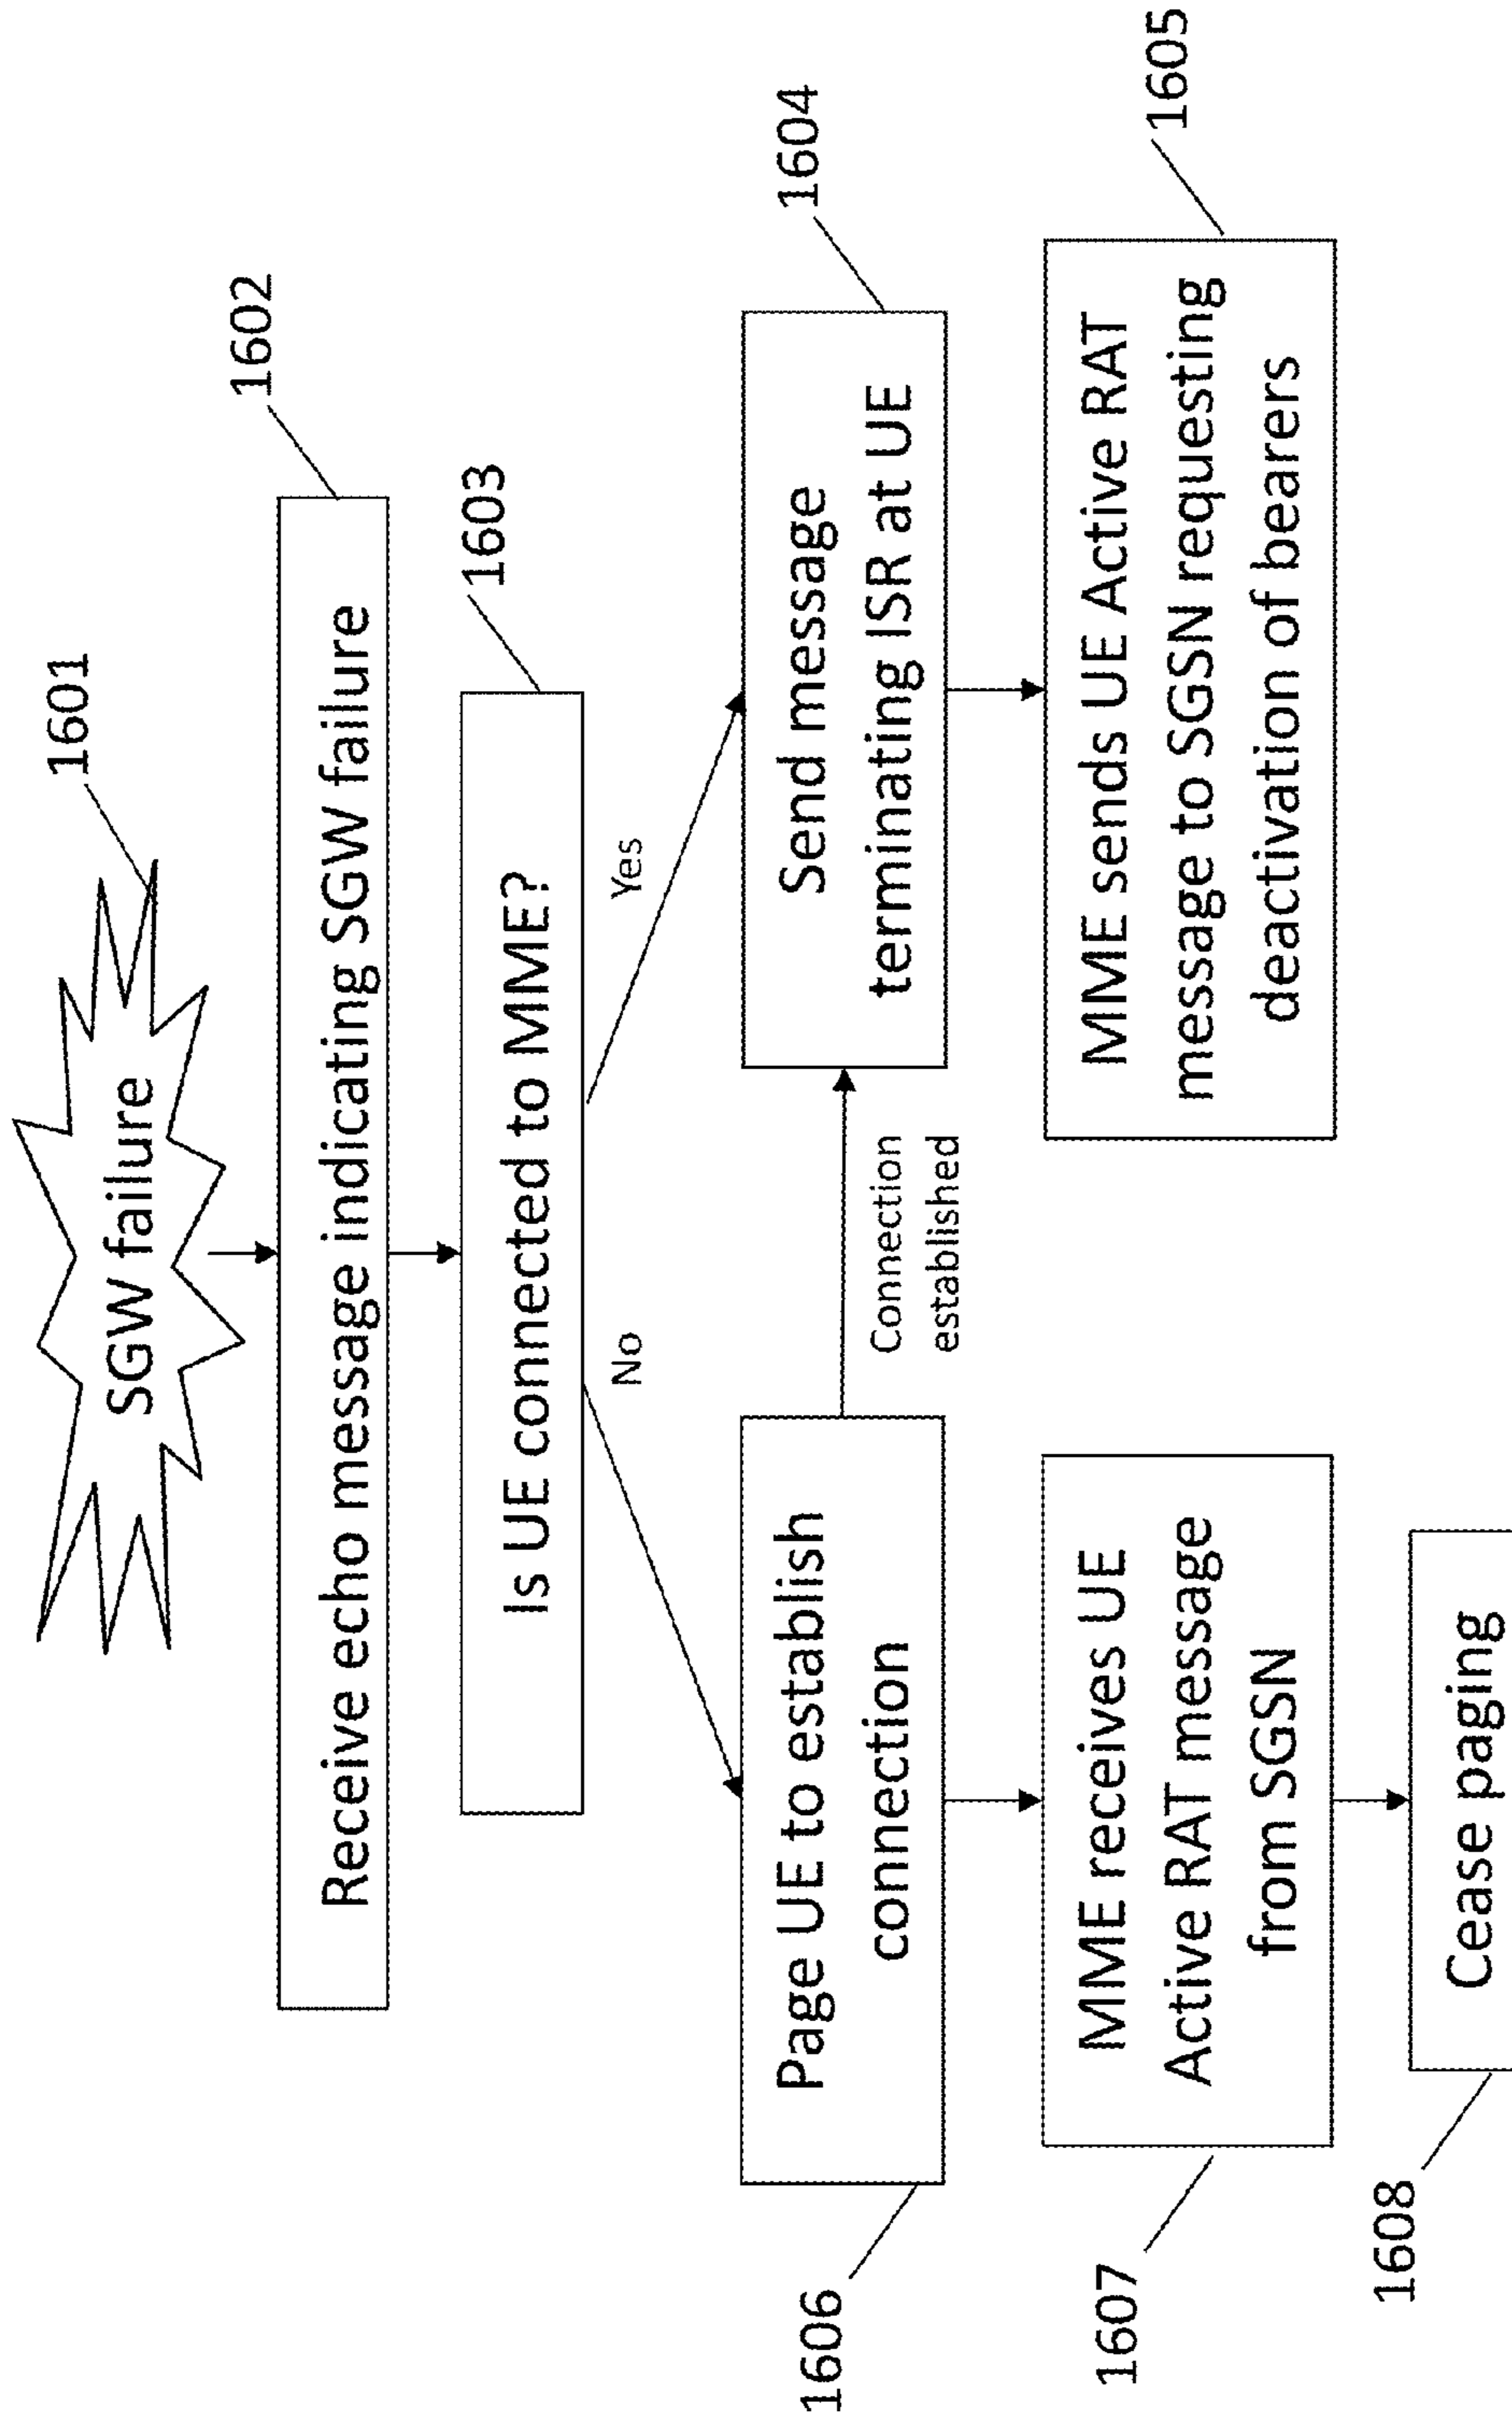 1601
SGW failure
1602
Receive echo message indicating SGW failure
1603
Is UE connected to MME?
No
Yes
1606
Page UE to establish
connection
Connection
established
1604
Send message
terminating ISR at UE
1607
MME receives UE
Active RAT message
from SGSN
1605
MME sends UE Active RAT
message to SGSN requesting
deactivation of bearers
1608
Cease paging